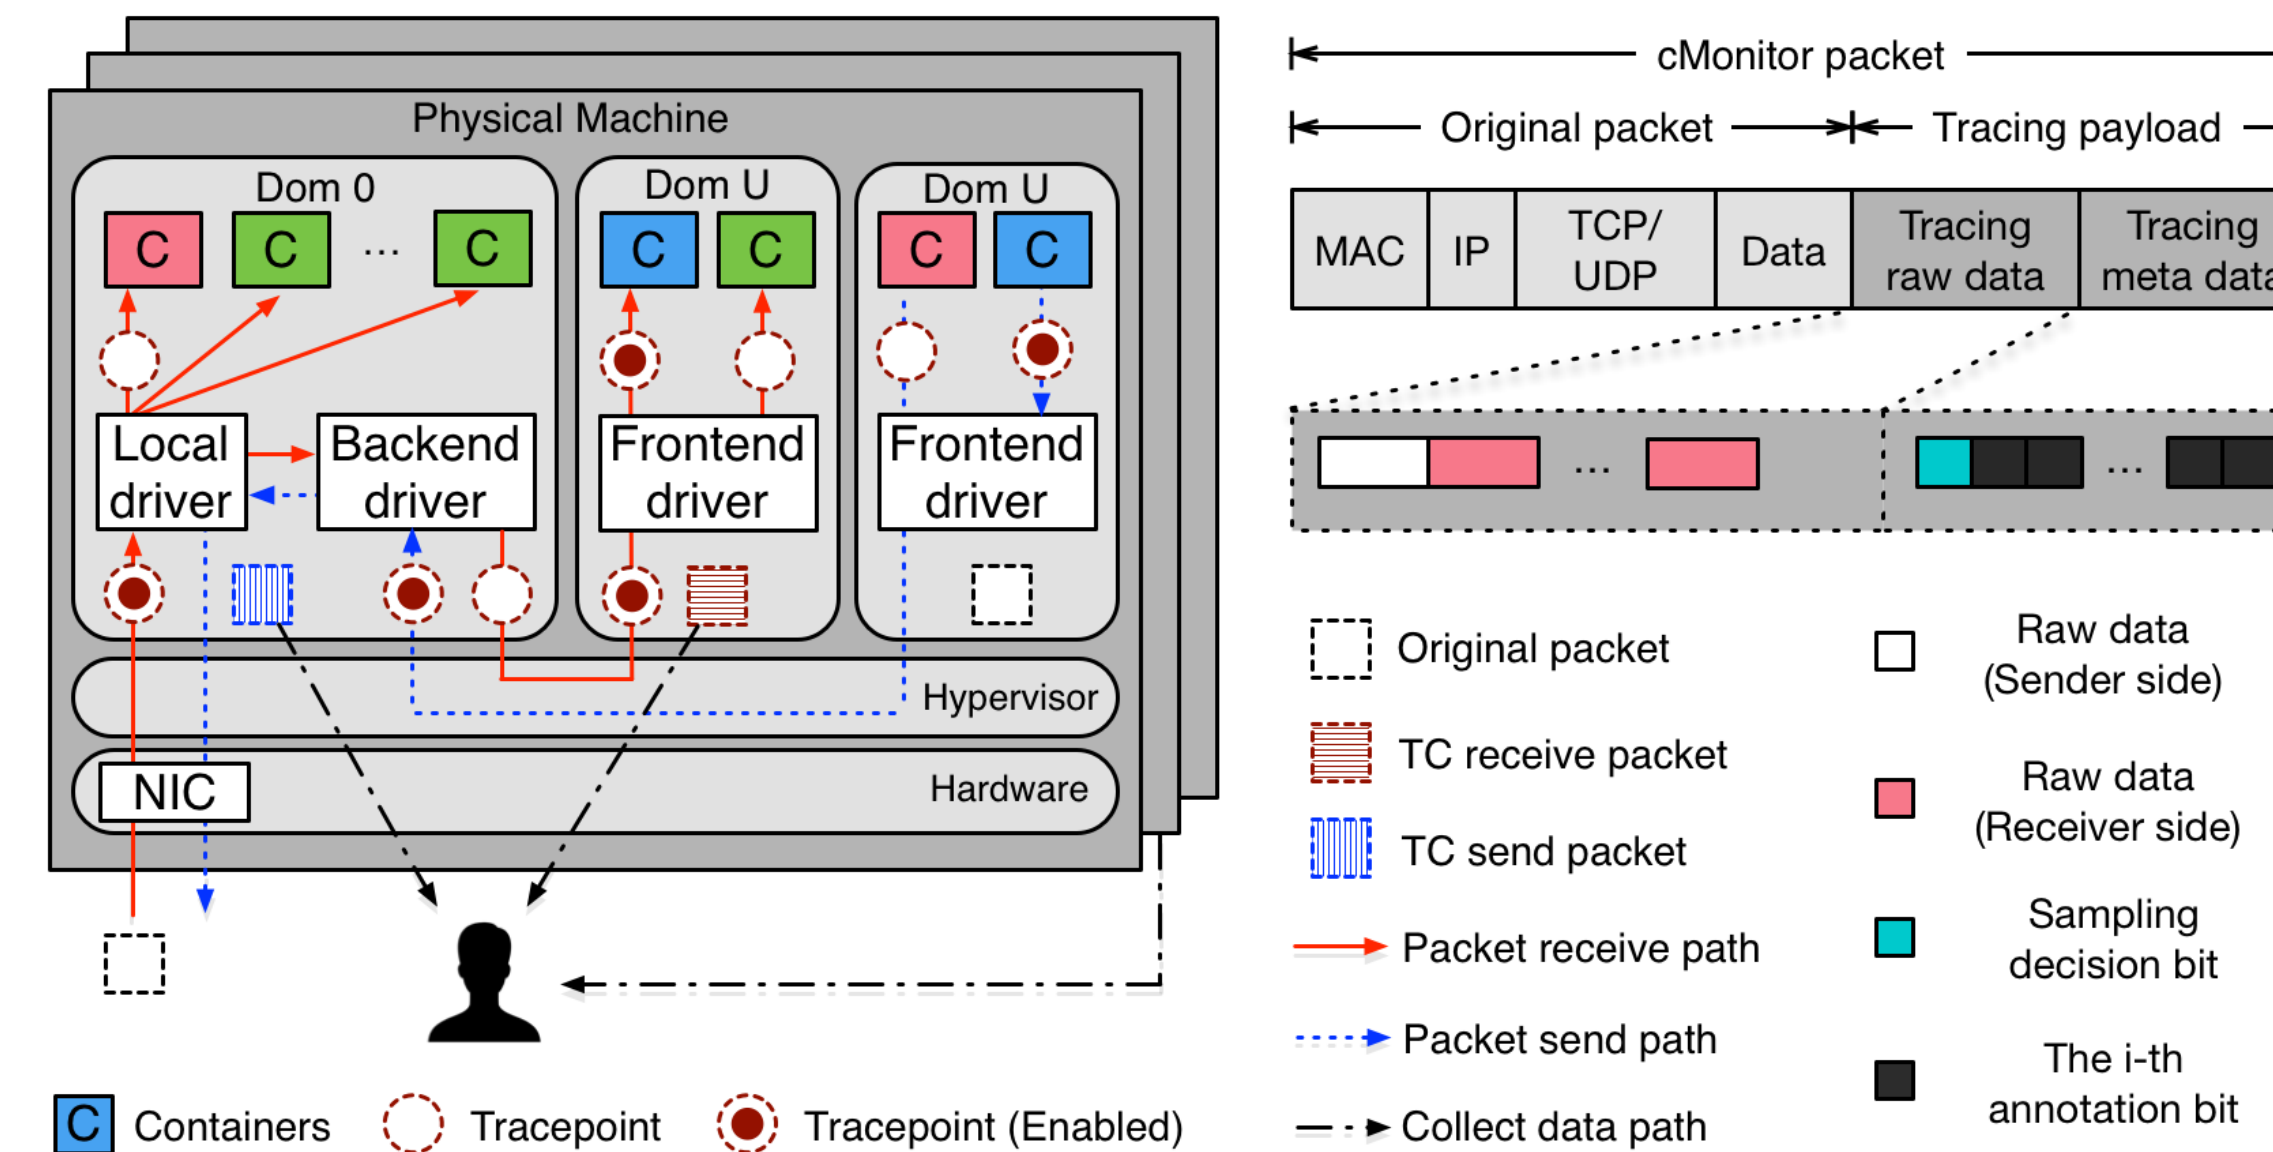 Physical Machine
Dom 0
Dom U
Dom U
C
C
...
C
C
C
C
C
Local
driver
Backend
driver
Frontend
driver
Frontend
driver
Hypervisor
NIC
Hardware
C
Containers
Tracepoint
Tracepoint (Enabled)
cMonitor packet
Original packet
Tracing payload
MAC
IP
TCP/
UDP
Data
Tracing
raw data
Tracing
meta data
...
...
Original packet
TC receive packet
TC send packet
Packet receive path
Packet send path
Collect data path
Raw data
(Sender side)
Raw data
(Receiver side)
Sampling
decision bit
The i-th
annotation bit